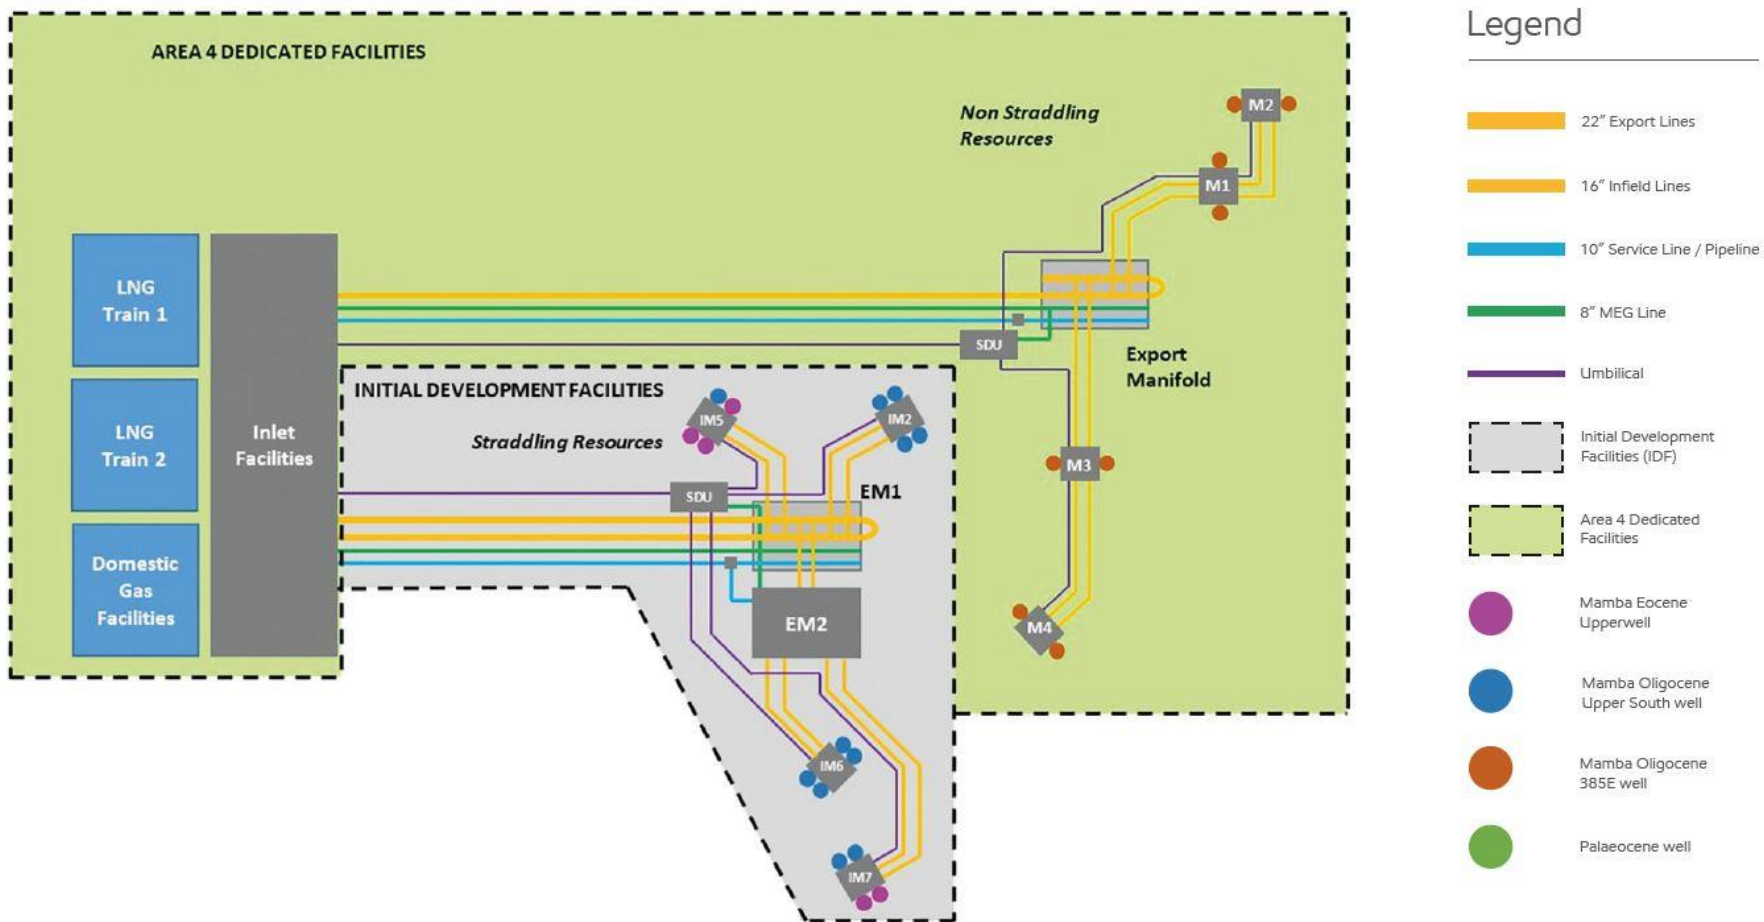 AREA 4 DEDICATED FACILITIES
Non Straddling
Resources
M2
M1
LNG
Train 1
SDU
Export
Manifold
INITIAL DEVELOPMENT FACILITIES
Straddling Resources
IM5
IM2
LNG
Train 2
Inlet
Facilities
M3
SDU
EM1
Domestic
Gas
Facilities
EM2
M4
IM6
IM7
Legend
22" Export Lines
16" Infield Lines
10" Service Line / Pipeline
8" MEG Line
Umbilical
Initial Development
Facilities (IDF)
Area 4 Dedicated
Facilities
Mamba Eocene
Upperwell
Mamba Oligocene
Upper South well
Mamba Oligocene
385E well
Palaeocene well